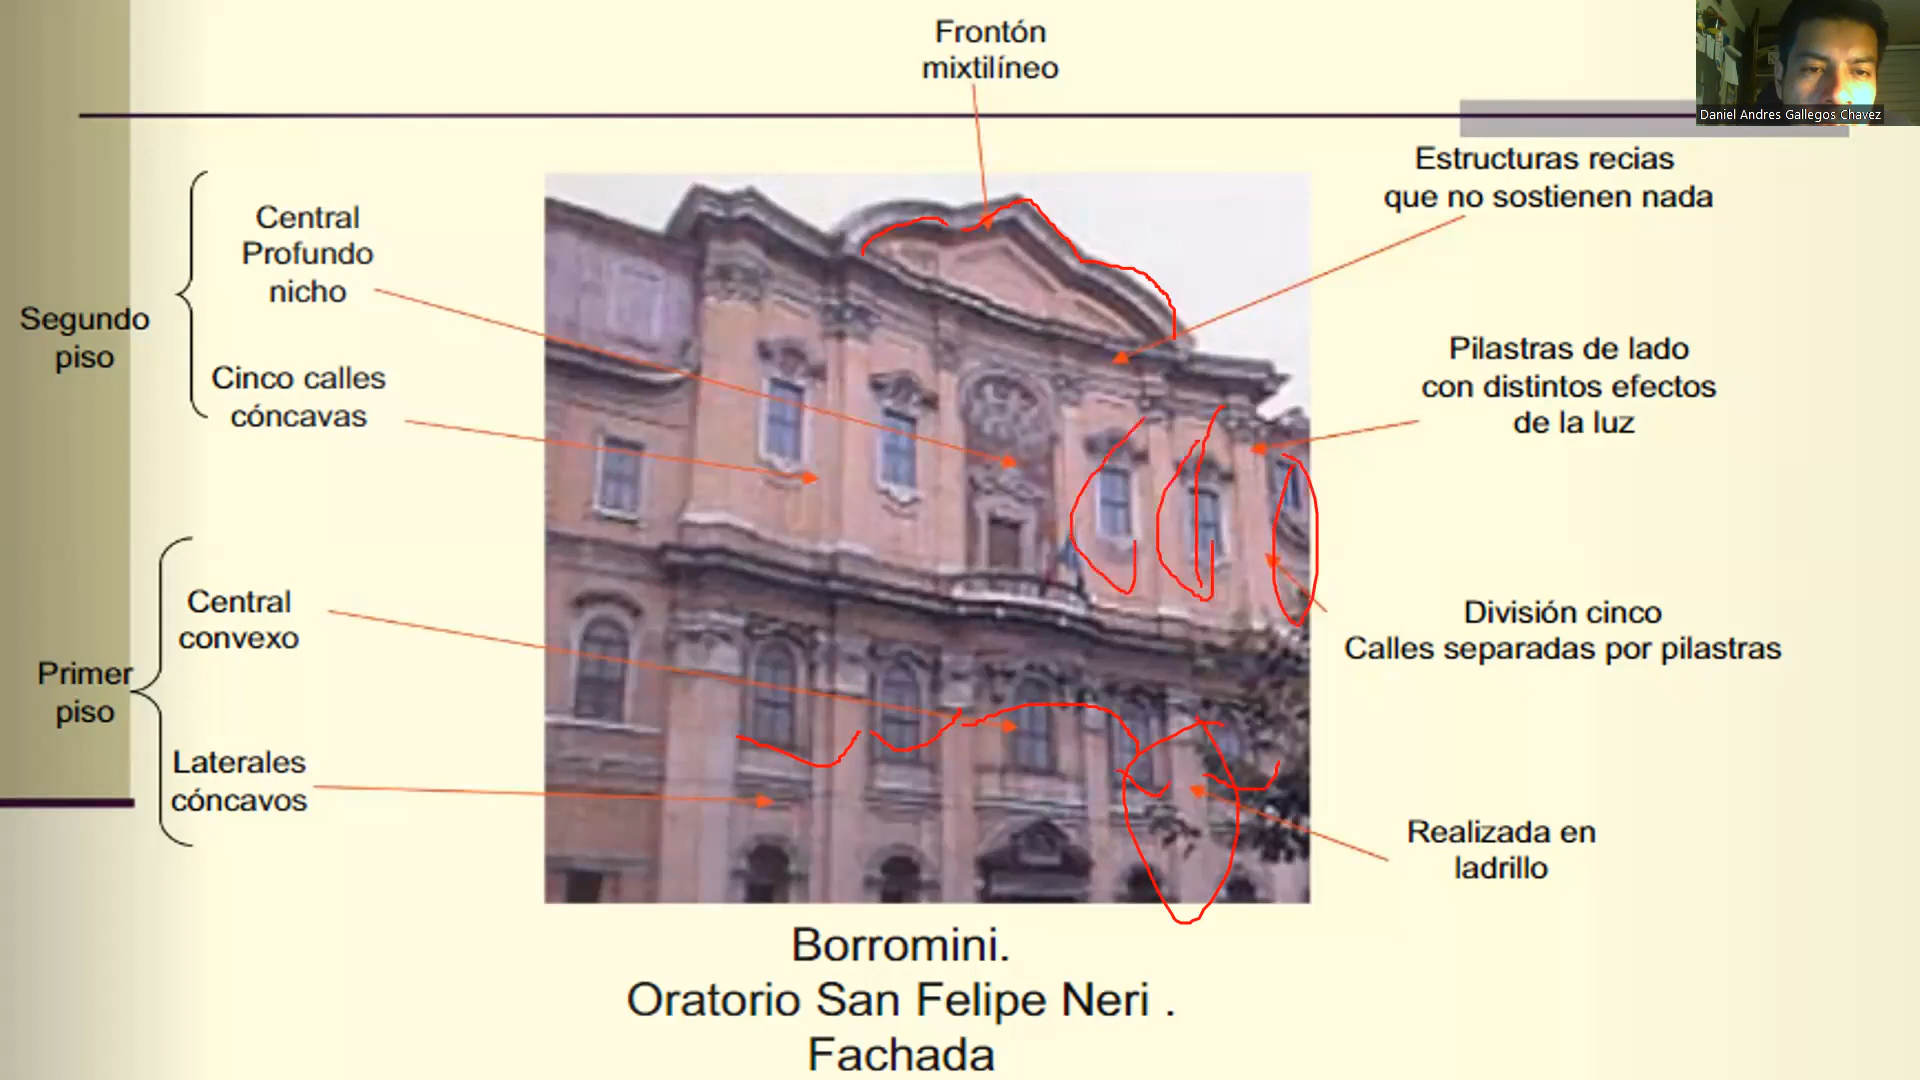 Frontón
mixtilíneo
Daniel Andres Gallegos Chavez
Estructuras recias
que no sostienen nada
Central
Profundo
nicho
Segundo
piso
Cinco calles
cóncavas
Pilastras de lado
con distintos efectos
de la luz
Central
convexo
División cinco
Calles separadas por pilastras
Primer
piso
Laterales
cóncavos
Realizada en
ladrillo
Borromini.
Oratorio San Felipe Neri .
Fachada